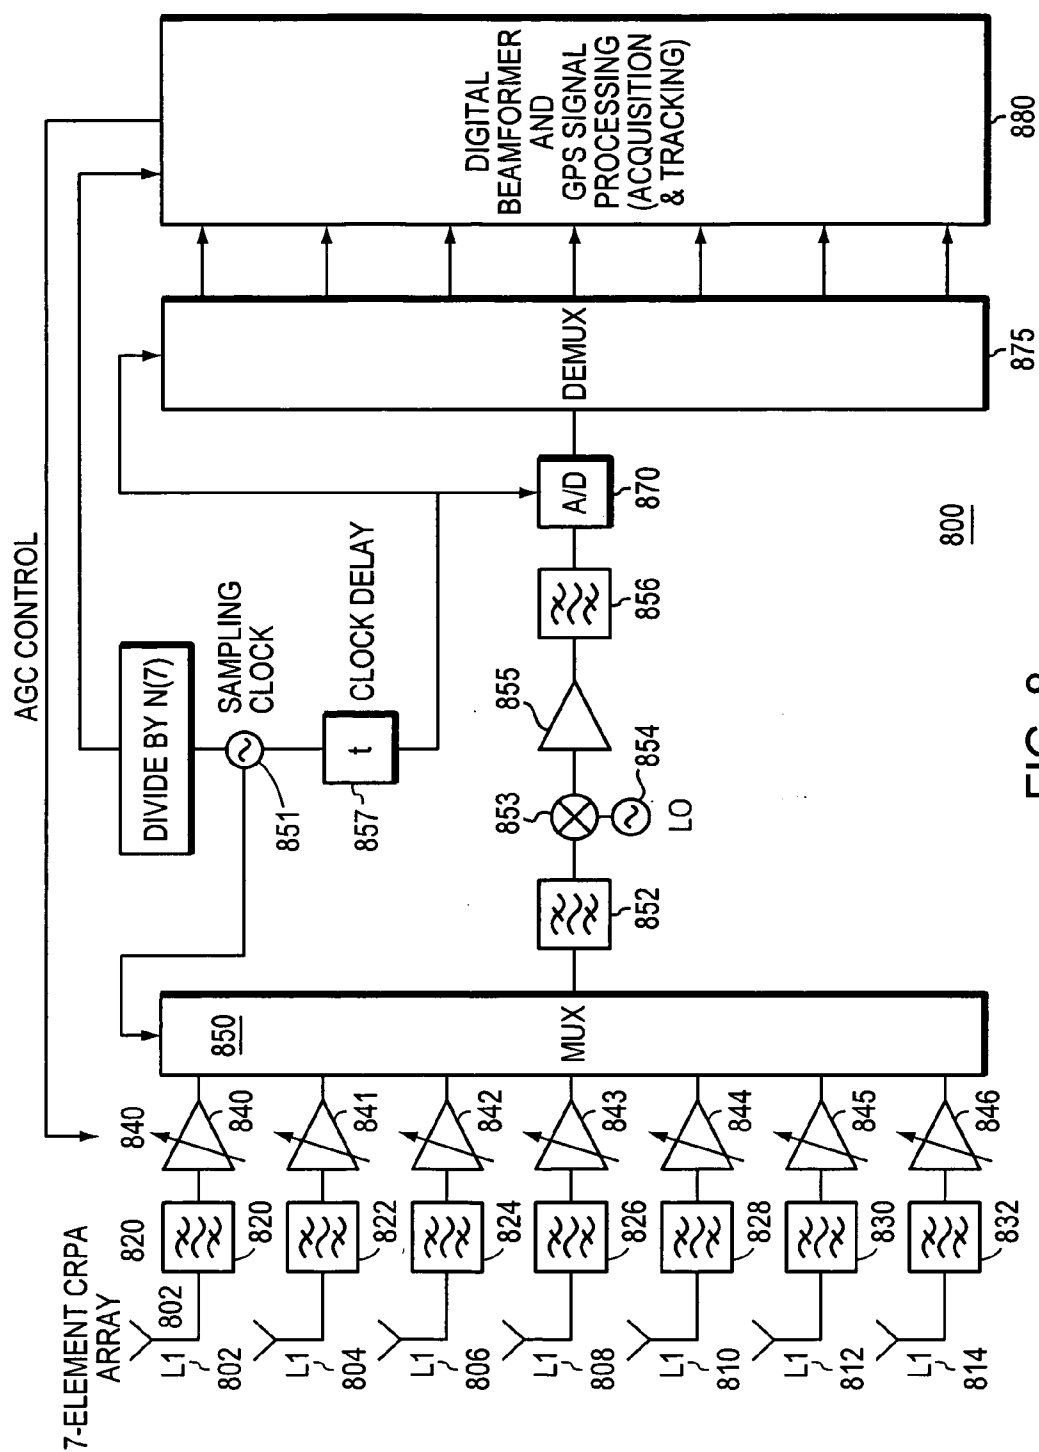 7-ELEMENT CRPA
ARRAY
AGC CONTROL
820
840
802
L1
802
820
840
L1
804
822
841
L1
806
824
842
L1
808
826
843
L1
810
828
844
L1
812
830
845
L1
814
832
846
850
MUX
DIVIDE BY N(7)
SAMPLING
CLOCK
851
t
857
CLOCK DELAY
852
853
854
LO
855
856
A/D
870
DEMUX
875
DIGITAL
BEAMFORMER
AND
GPS SIGNAL
PROCESSING
(ACQUISITION
& TRACKING)
880
800